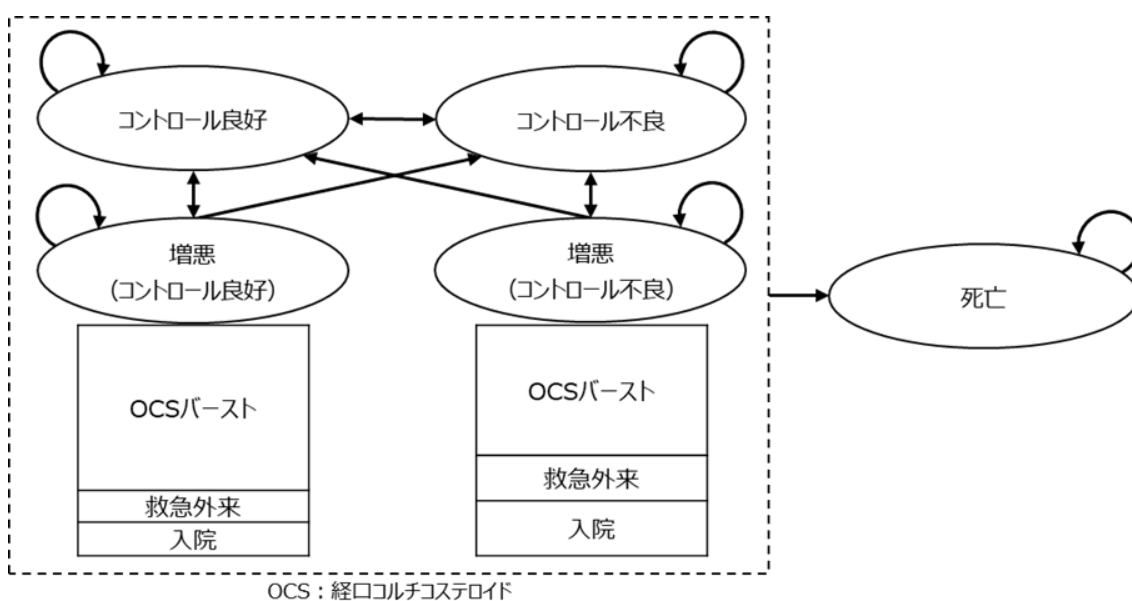 コントロール良好
コントロール不良
増悪
(コントロール良好)
増悪
(コントロール不良)
死亡
OCSバースト
救急外来
入院
OCSバースト
救急外来
入院
OCS：経口コルチコステロイド